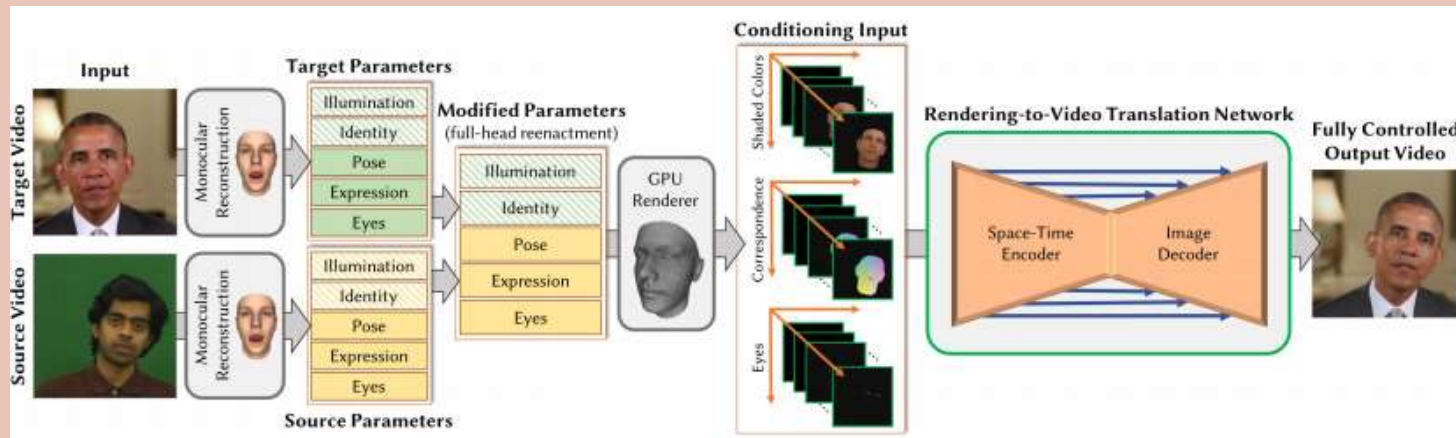 Input
Target Video
Source Video
Monocular
Reconstruction
Monocular
Reconstruction
Target Parameters
Illumination
Identity
Pose
Expression
Eyes
Illumination
Identity
Pose
Expression
Eyes
Source Parameters
Modified Parameters
(full-head reenactment)
Illumination
Identity
Pose
Expression
Eyes
GPU
Renderer
Conditioning Input
Shaded Colors
Correspondence
Eyes
Rendering-to-Video Translation Network
Space-Time
Encoder
Image
Decoder
Fully Controlled
Output Video